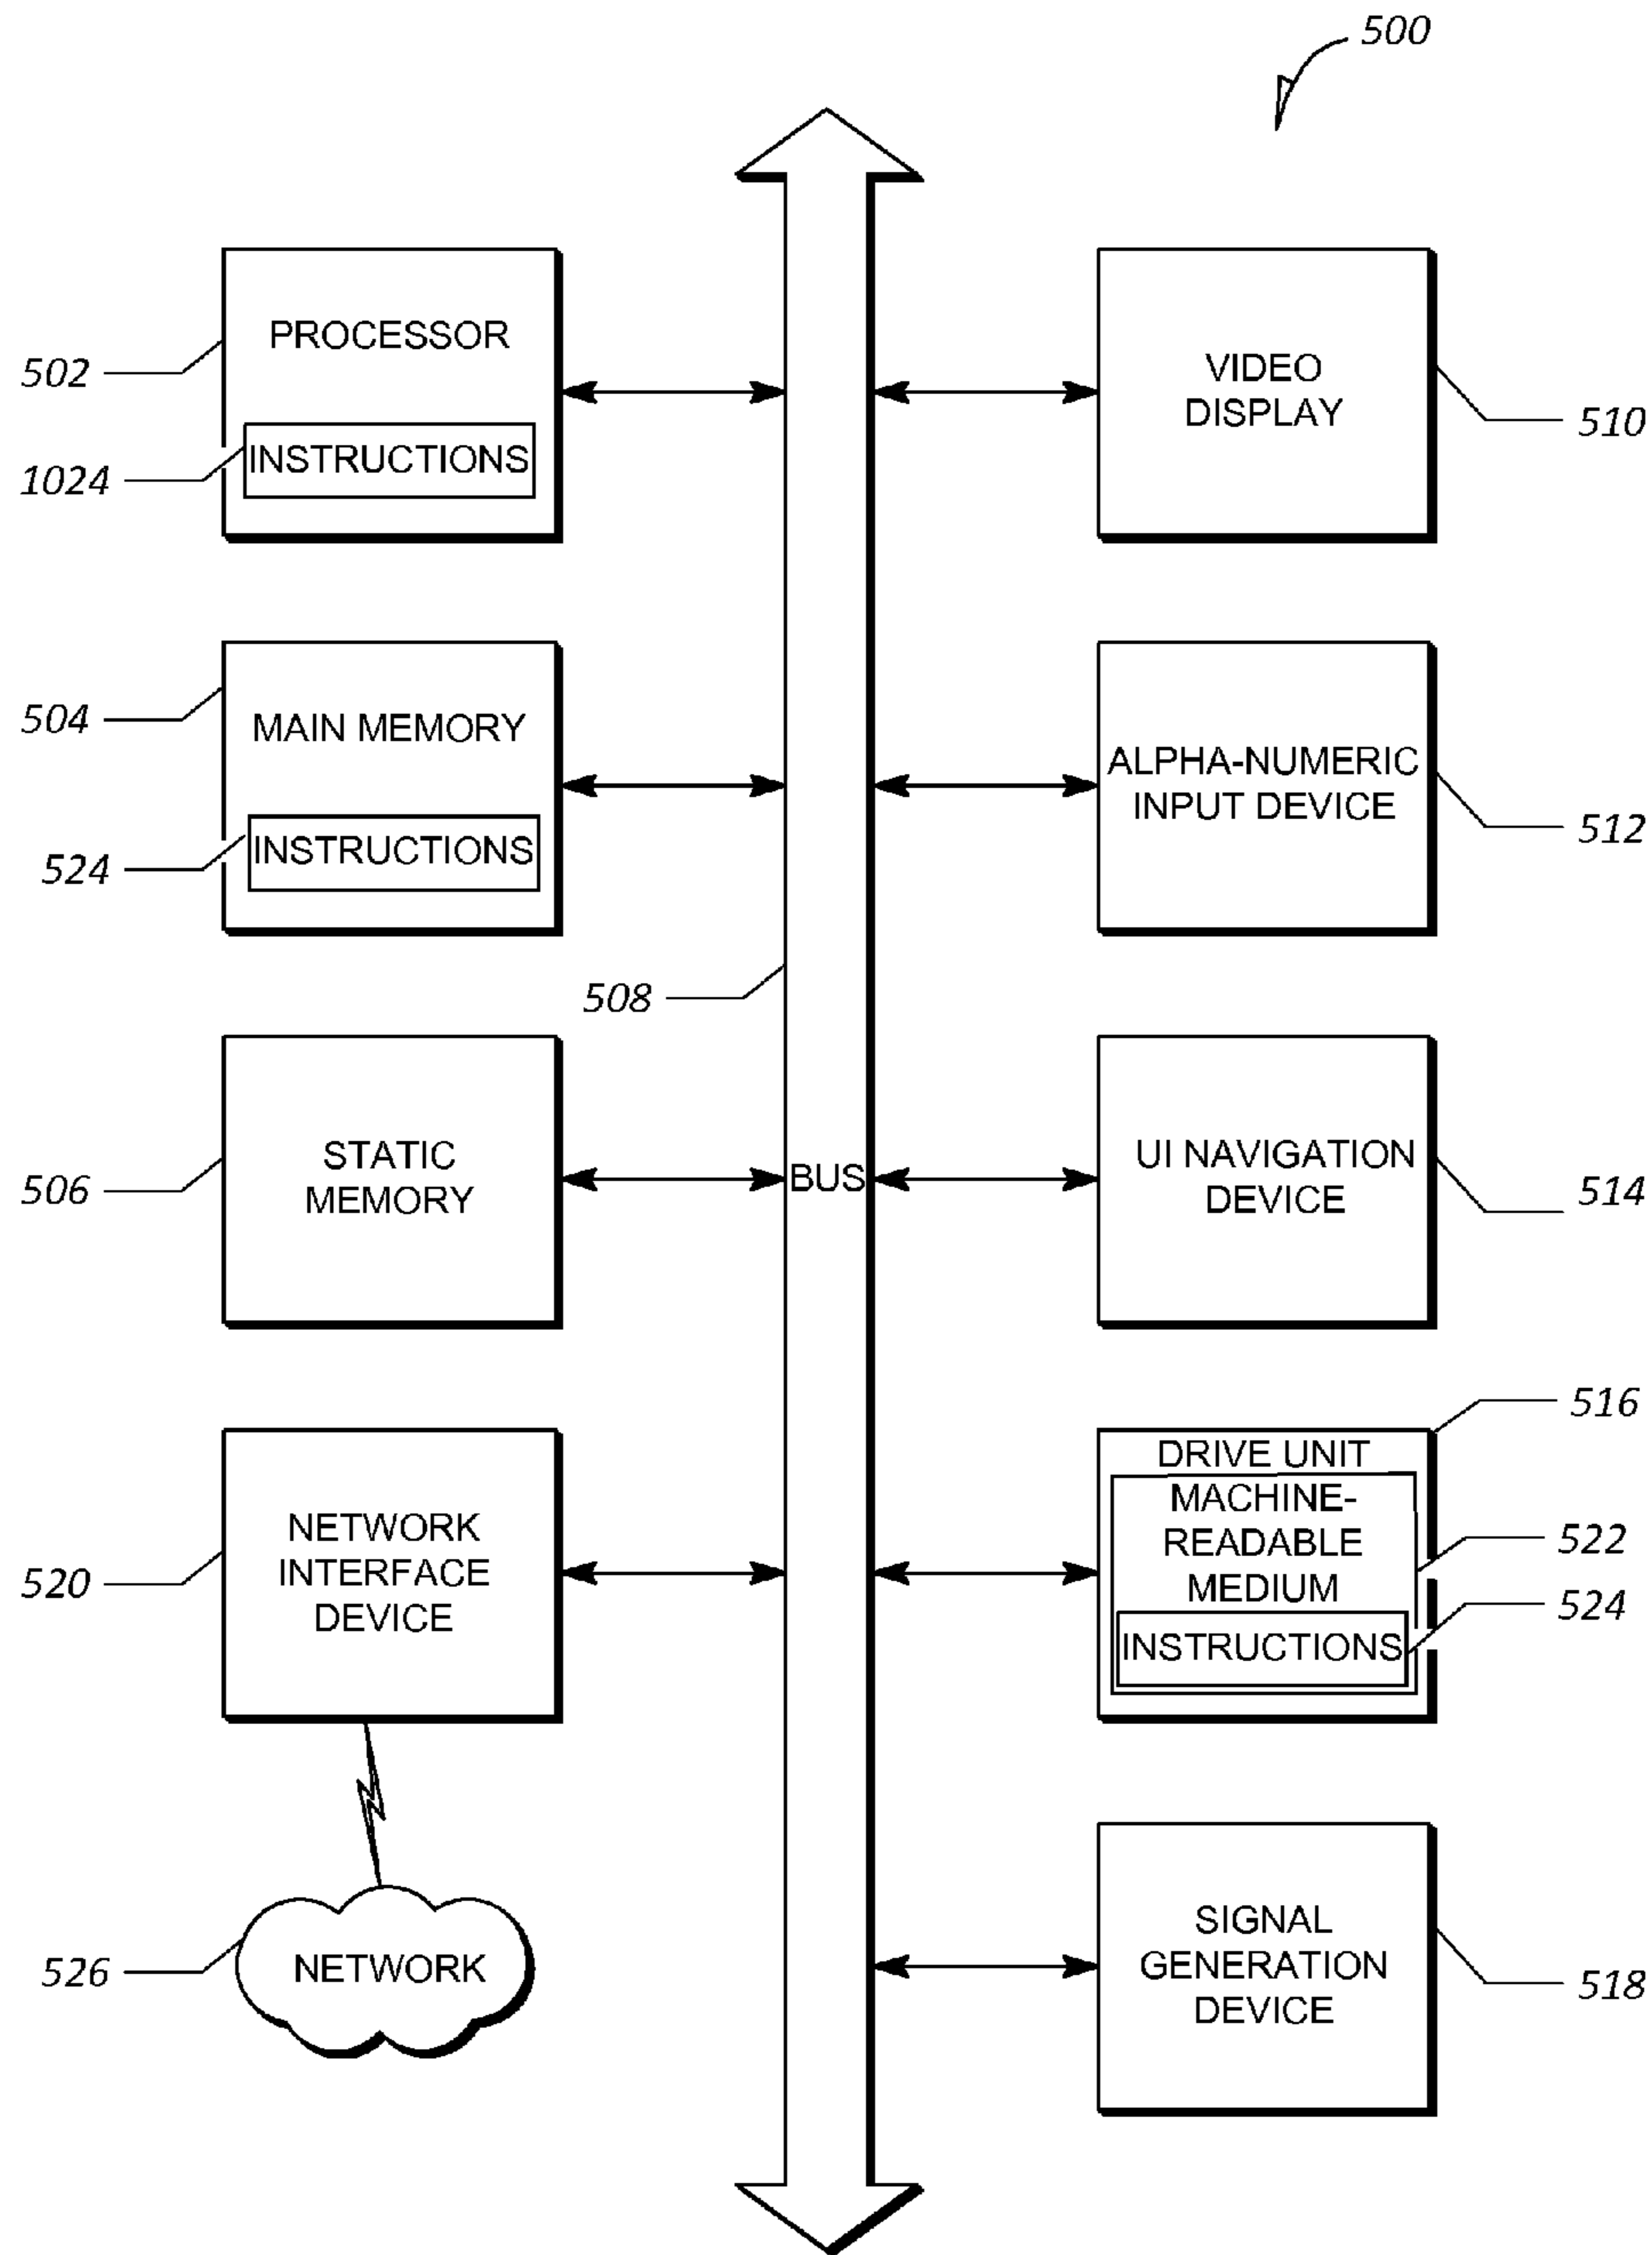 500
PROCESSOR
502
INSTRUCTIONS
1024
VIDEO
DISPLAY
510
MAIN MEMORY
504
INSTRUCTIONS
524
ALPHA-NUMERIC
INPUT DEVICE
512
508
STATIC
MEMORY
506
BUS
UI NAVIGATION
DEVICE
514
NETWORK
INTERFACE
DEVICE
520
516
DRIVE UNIT
MACHINE-
READABLE
MEDIUM
522
INSTRUCTIONS
524
NETWORK
526
SIGNAL
GENERATION
DEVICE
518